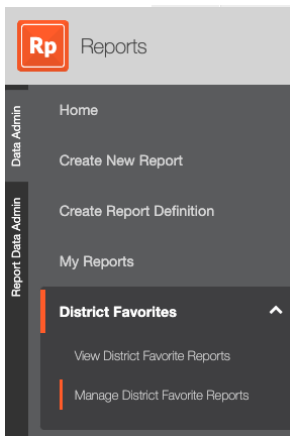 Rp
Reports
Data Admin
Report Data Admin
Home
Create New Report
Create Report Definition
My Reports
District Favorites
View District Favorite Reports
Manage District Favorite Reports